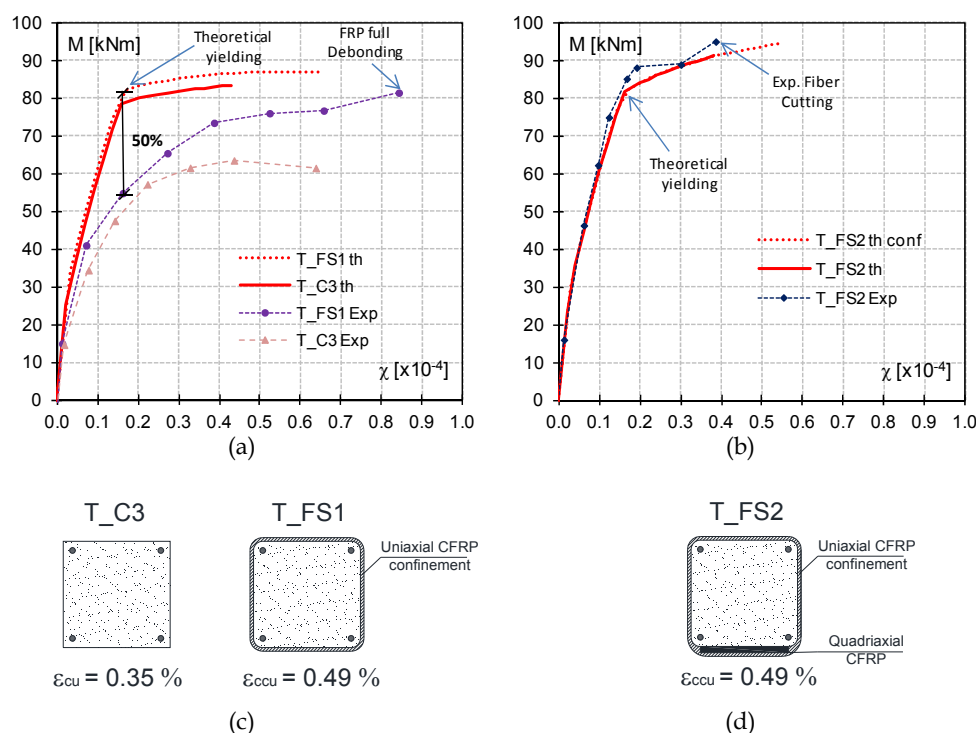 (a)
M [kNm]
Theoretical
yielding
FRP full
Debonding
100
90
80
70
60
50
40
30
20
10
0
50%
T_FS1 th
T_C3 th
T_FS1 Exp
T_C3 Exp
χ [x10-4]
0.0 0.1 0.2 0.3 0.4 0.5 0.6 0.7 0.8 0.9 1.0
(a)
(b)
M [kNm]
Exp. Fiber
Cutting
Theoretical
yielding
100
90
80
70
60
50
40
30
20
10
0
T_FS2 th conf
T_FS2 th
T_FS2 Exp
χ [x10-4]
0.0 0.1 0.2 0.3 0.4 0.5 0.6 0.7 0.8 0.9 1.0
(b)
T_C3
εcu = 0.35 %
T_FS1
Uniaxial CFRP
confinement
εccu = 0.49 %
(c)
T_FS2
Uniaxial CFRP
confinement
Quadriaxial
CFRP
εccu = 0.49 %
(d)